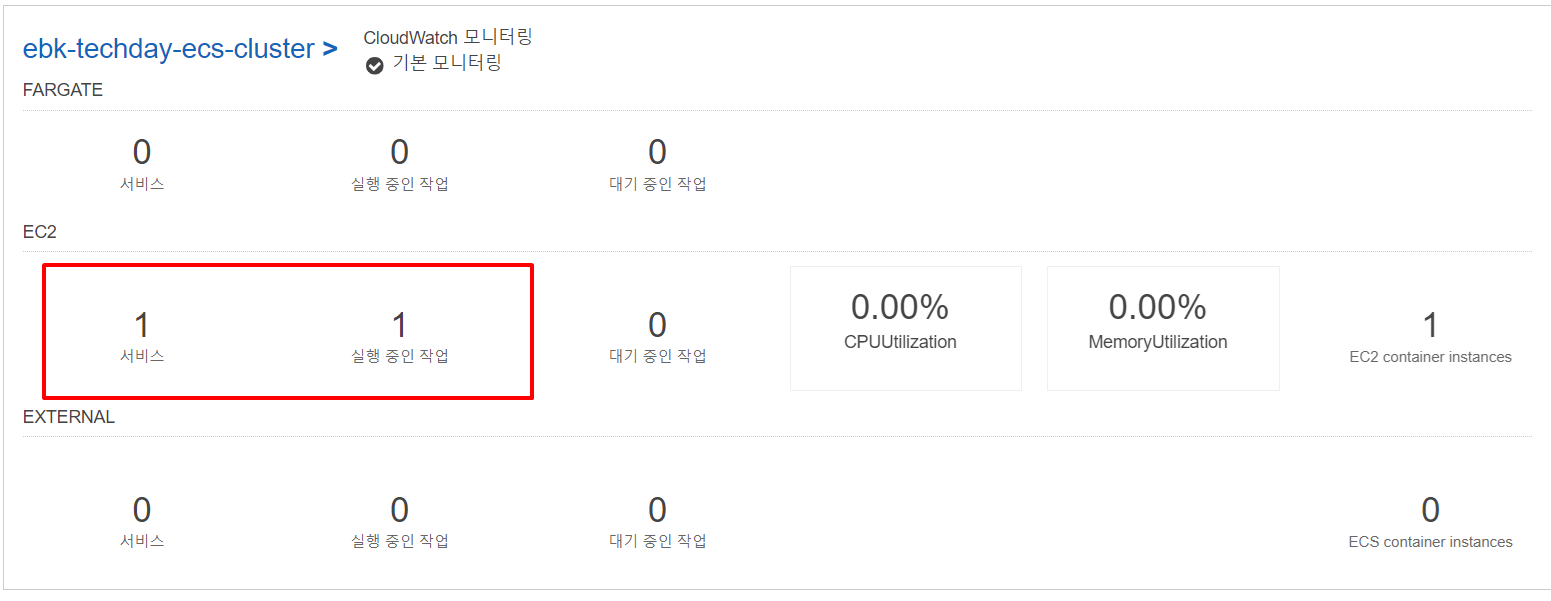 ebk-techday-ecs-cluster >
CloudWatch 모니터링
기본 모니터링
FARGATE
0
서비스
0
실행 중인 작업
0
대기 중인 작업
EC2
1
서비스
1
실행 중인 작업
0
대기 중인 작업
0.00%
CPUUtilization
0.00%
MemoryUtilization
1
EC2 container instances
EXTERNAL
0
서비스
0
실행 중인 작업
0
대기 중인 작업
0
ECS container instances